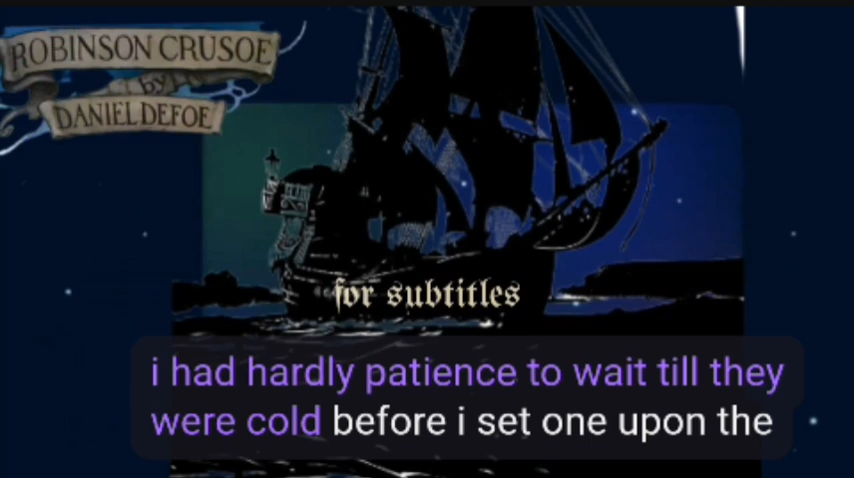 ROBINSON CRUSOE
by
DANIEL DEFOE
for subtitles
i had hardly patience to wait till they
were cold before i set one upon the